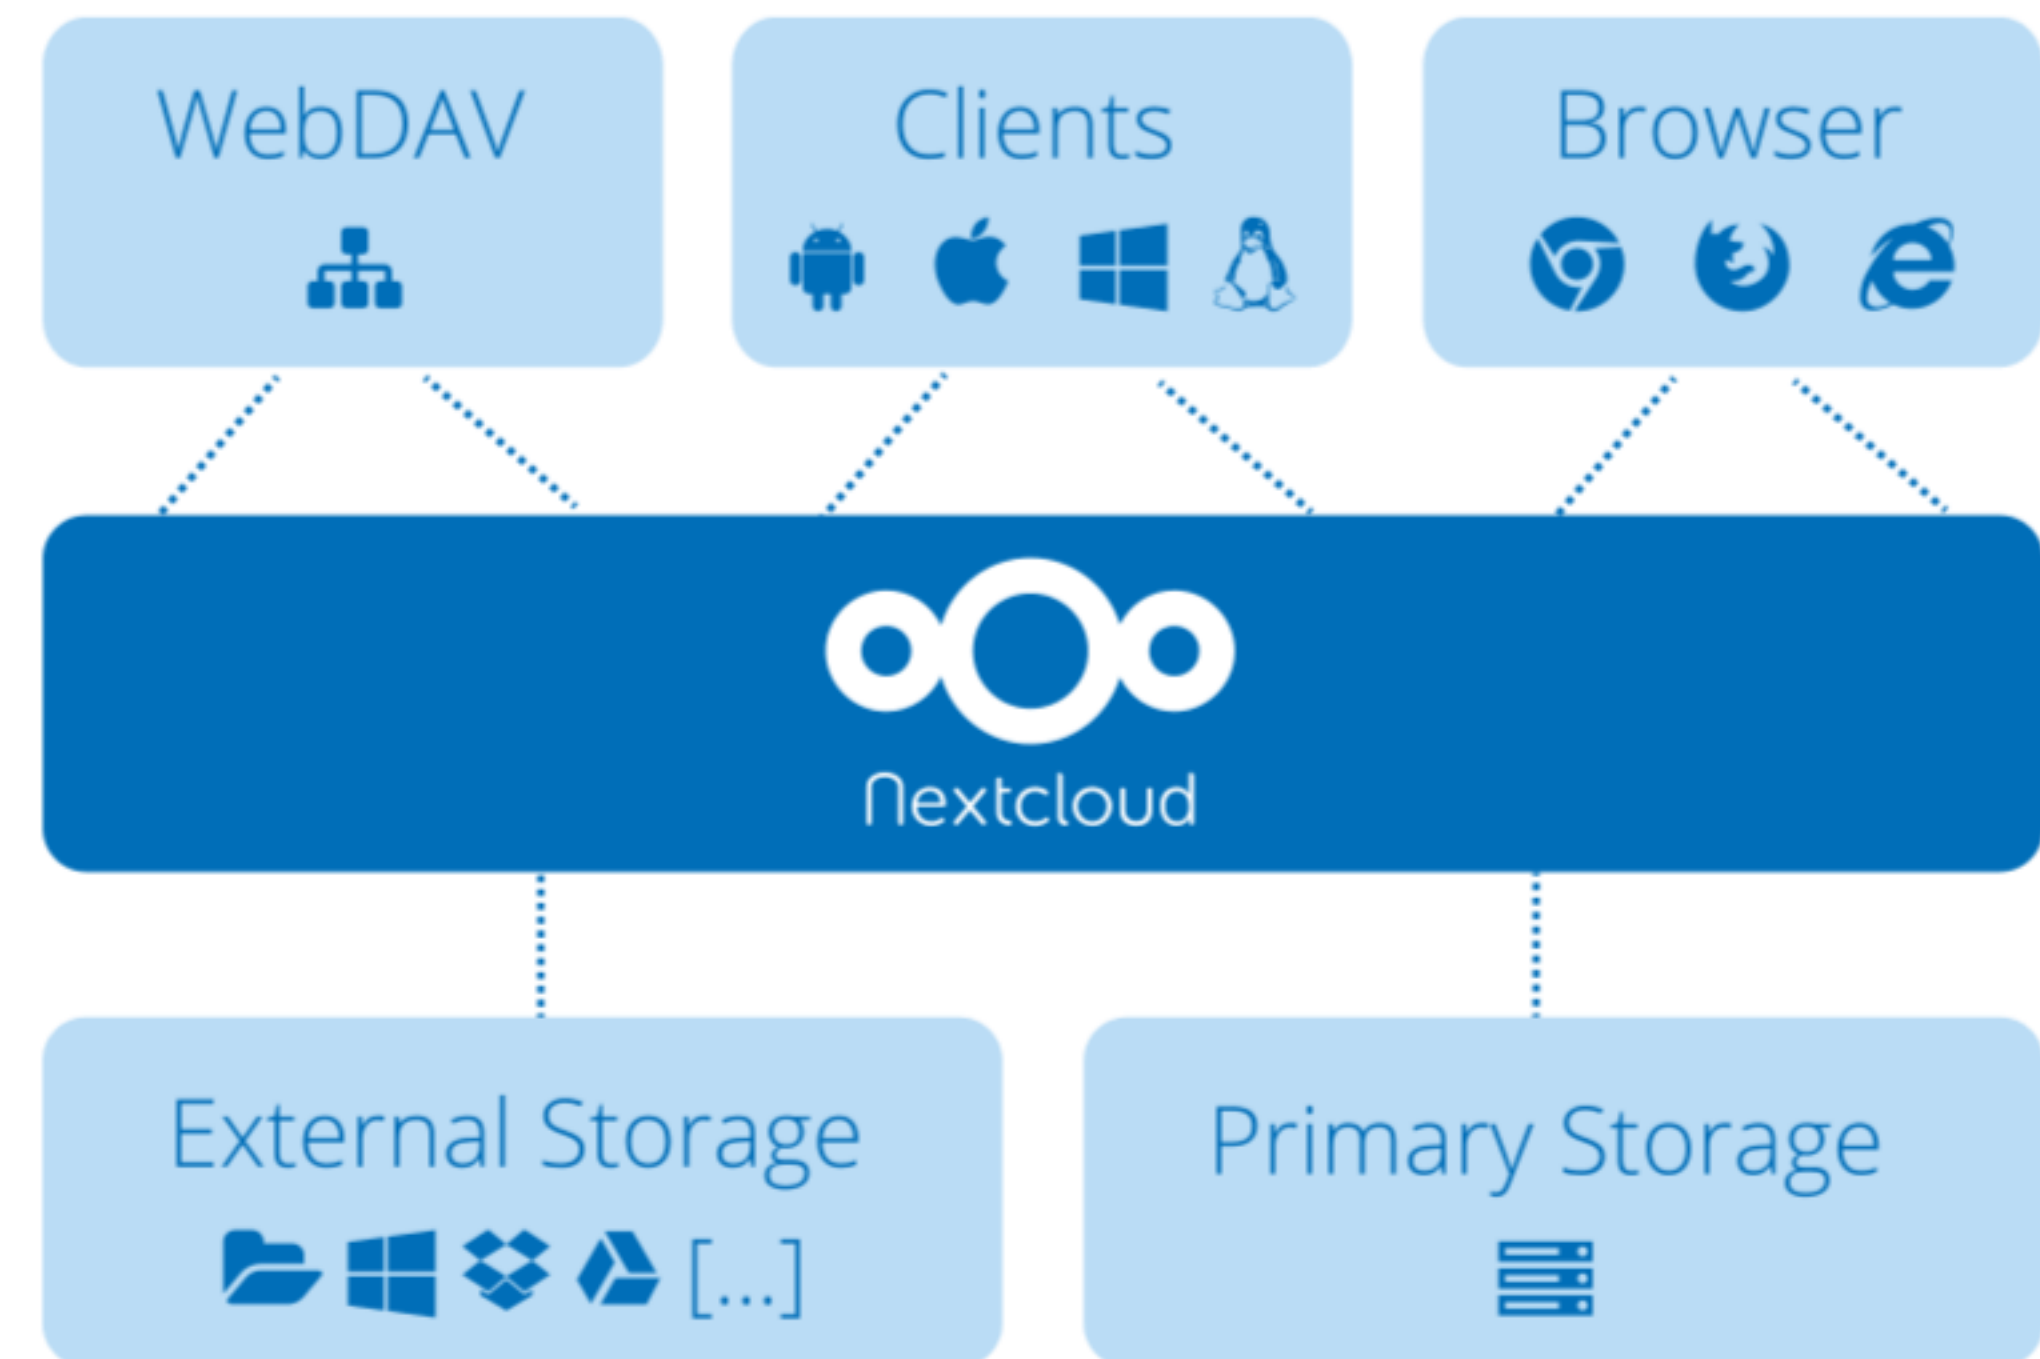 WebDAV
Clients
Browser
Nextcloud
External Storage
[...]
Primary Storage